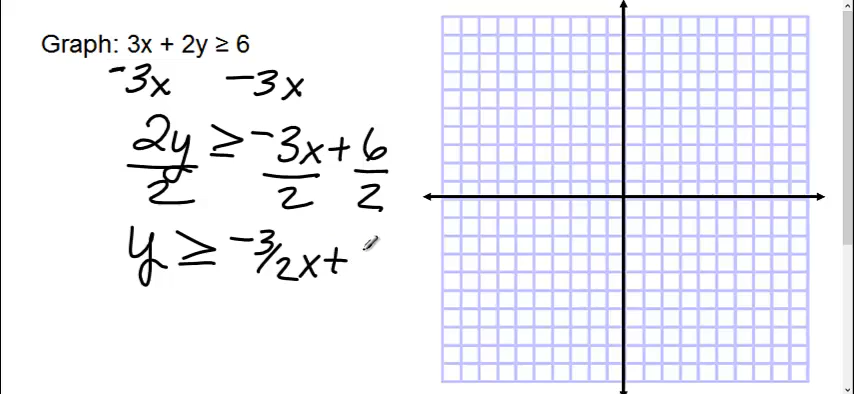 Graph: 3x + 2y ≥ 6
-3x -3x
2y ≥ -3x + 6
2 2 2
y ≥ -3/2x +